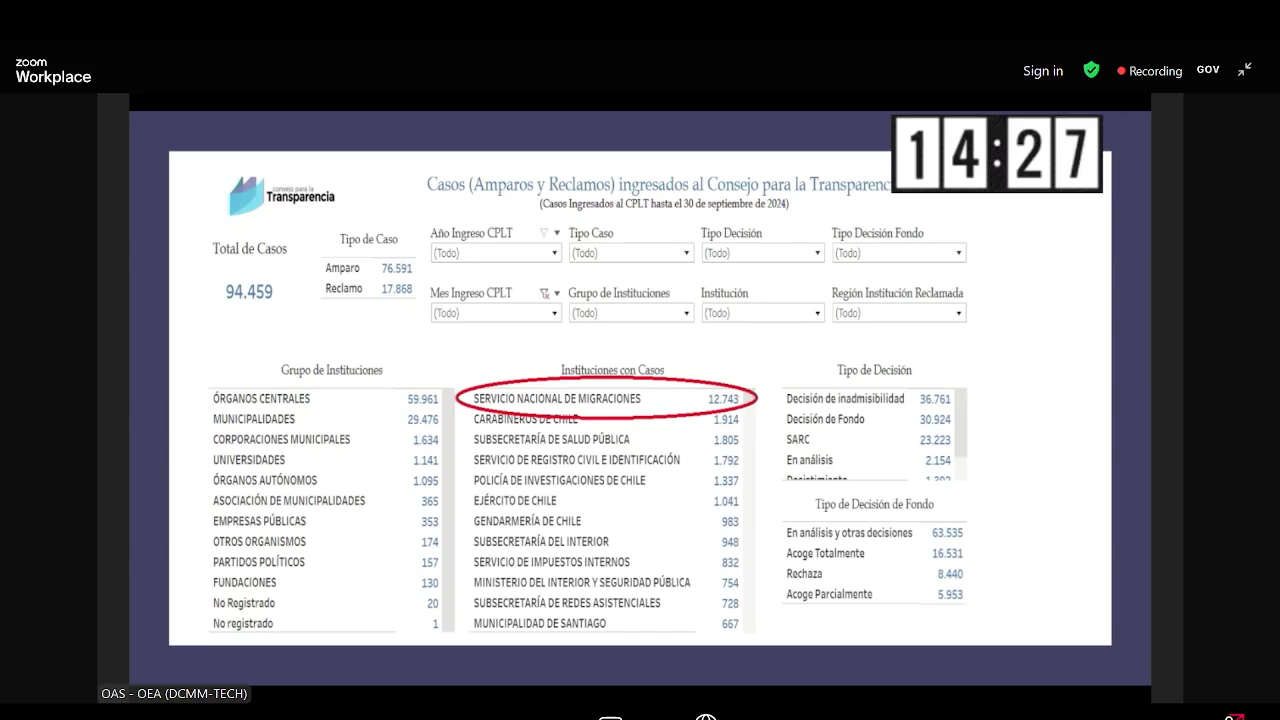 zoom
Workplace
Sign in
Recording
GOV
14:27
consejo para la
Transparencia
Casos (Amparos y Reclamos) ingresados al Consejo para la
(Casos Ingresados al CPLT hasta el 30 de septiembre de 2024)
Total de Casos
94.459
Tipo de Caso
Amparo 76.591
Reclamo 17.868
Año Ingreso CPLT
(Todo)
Tipo Caso
(Todo)
Tipo Decisión
(Todo)
Tipo Decisión Fondo
(Todo)
Mes Ingreso CPLT
(Todo)
Grupo de Instituciones
(Todo)
Institución
(Todo)
Región Institución Reclamada
(Todo)
Grupo de Instituciones
ÓRGANOS CENTRALES 59.961
MUNICIPALIDADES 29.476
CORPORACIONES MUNICIPALES 1.634
UNIVERSIDADES 1.141
ÓRGANOS AUTÓNOMOS 1.095
ASOCIACIÓN DE MUNICIPALIDADES 365
EMPRESAS PÚBLICAS 353
OTROS ORGANISMOS 174
PARTIDOS POLÍTICOS 157
FUNDACIONES 130
No Registrado 20
No registrado 1
Instituciones con Casos
SERVICIO NACIONAL DE MIGRACIONES 12.743
CARABINEROS DE CHILE 1.914
SUBSECRETARÍA DE SALUD PÚBLICA 1.805
SERVICIO DE REGISTRO CIVIL E IDENTIFICACIÓN 1.792
POLICÍA DE INVESTIGACIONES DE CHILE 1.337
EJÉRCITO DE CHILE 1.041
GENDARMERÍA DE CHILE 983
SUBSECRETARÍA DEL INTERIOR 948
SERVICIO DE IMPUESTOS INTERNOS 832
MINISTERIO DEL INTERIOR Y SEGURIDAD PÚBLICA 754
SUBSECRETARÍA DE REDES ASISTENCIALES 728
MUNICIPALIDAD DE SANTIAGO 667
Tipo de Decisión
Decisión de inadmisibilidad 36.761
Decisión de Fondo 30.924
SARC 23.223
En análisis 2.154
Tipo de Decisión de Fondo
En análisis y otras decisiones 63.535
Acoge Totalmente 16.531
Rechaza 8.440
Acoge Parcialmente 5.953
OAS - OEA (DCMM-TECH)